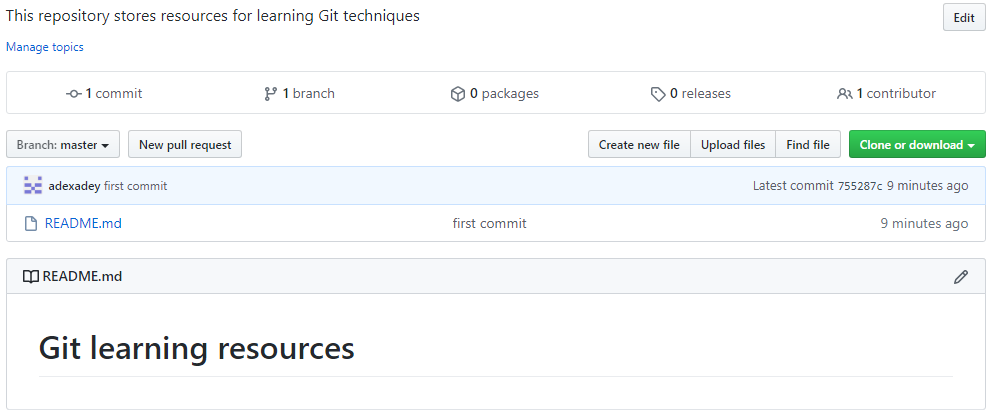 This repository stores resources for learning Git techniques
Edit
Manage topics
1 commit 1 branch 0 packages 0 releases 1 contributor
Branch: master New pull request Create new file Upload files Find file Clone or download
adexadey first commit Latest commit 755287c 9 minutes ago
README.md first commit 9 minutes ago
README.md
Git learning resources